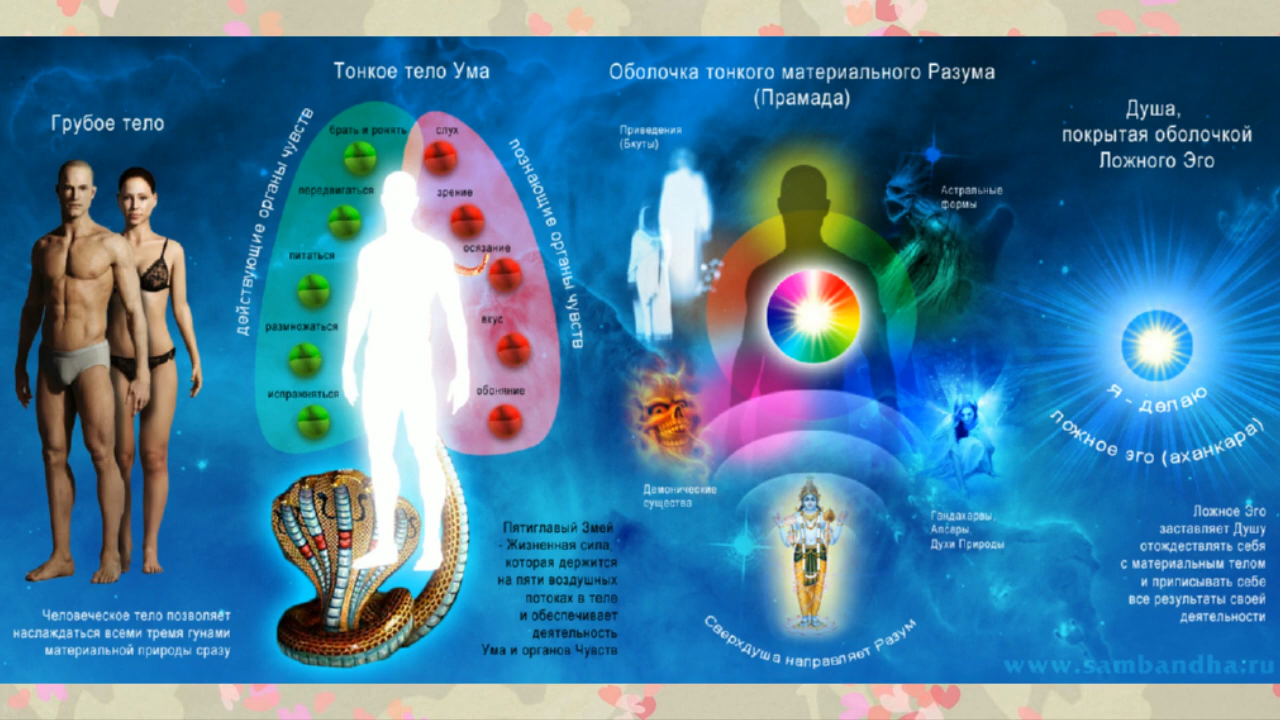 Грубое тело
Человеческое тело позволяет
наслаждаться всеми тремя гунами
материальной природы сразу
Тонкое тело Ума
действующие органы чувств
брать и ронять
передвигаться
питаться
размножаться
испражняться
слух
зрение
осязание
вкус
обоняние
познающие органы чувств
Пятиглавый Змей
- Жизненная сила,
которая держится
на пяти воздушных
потоках в теле
и обеспечивает
деятельность
Ума и органов Чувств
Оболочка тонкого материального Разума
(Прамада)
Приведения
(Бхуты)
Астральные
формы
Демонические
существа
Гандахарвы,
Апсары,
Духи Природы
Сверхдуша направляет Разум
Душа,
покрытая оболочкой
Ложного Эго
я - делаю
ложное эго (аханкара)
Ложное Эго
заставляет Душу
отождествлять себя
с материальным телом
и приписывать себе
все результаты своей
деятельности
www.sambandha.ru